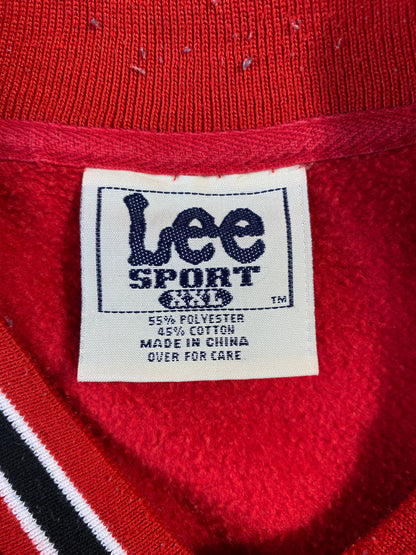 Lee
SPORT
XXL
TM
55% POLYESTER
45% COTTON
MADE IN CHINA
OVER FOR CARE